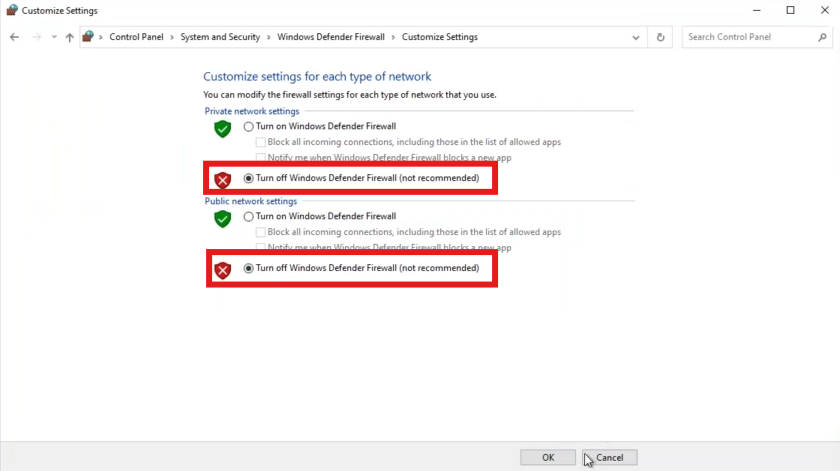 Customize Settings
Control Panel > System and Security > Windows Defender Firewall > Customize Settings
Search Control Panel
Customize settings for each type of network
You can modify the firewall settings for each type of network that you use.
Private network settings
Turn on Windows Defender Firewall
Block all incoming connections, including those in the list of allowed apps
Notify me when Windows Defender Firewall blocks a new app
Turn off Windows Defender Firewall (not recommended)
Public network settings
Turn on Windows Defender Firewall
Block all incoming connections, including those in the list of allowed apps
Notify me when Windows Defender Firewall blocks a new app
Turn off Windows Defender Firewall (not recommended)
OK Cancel